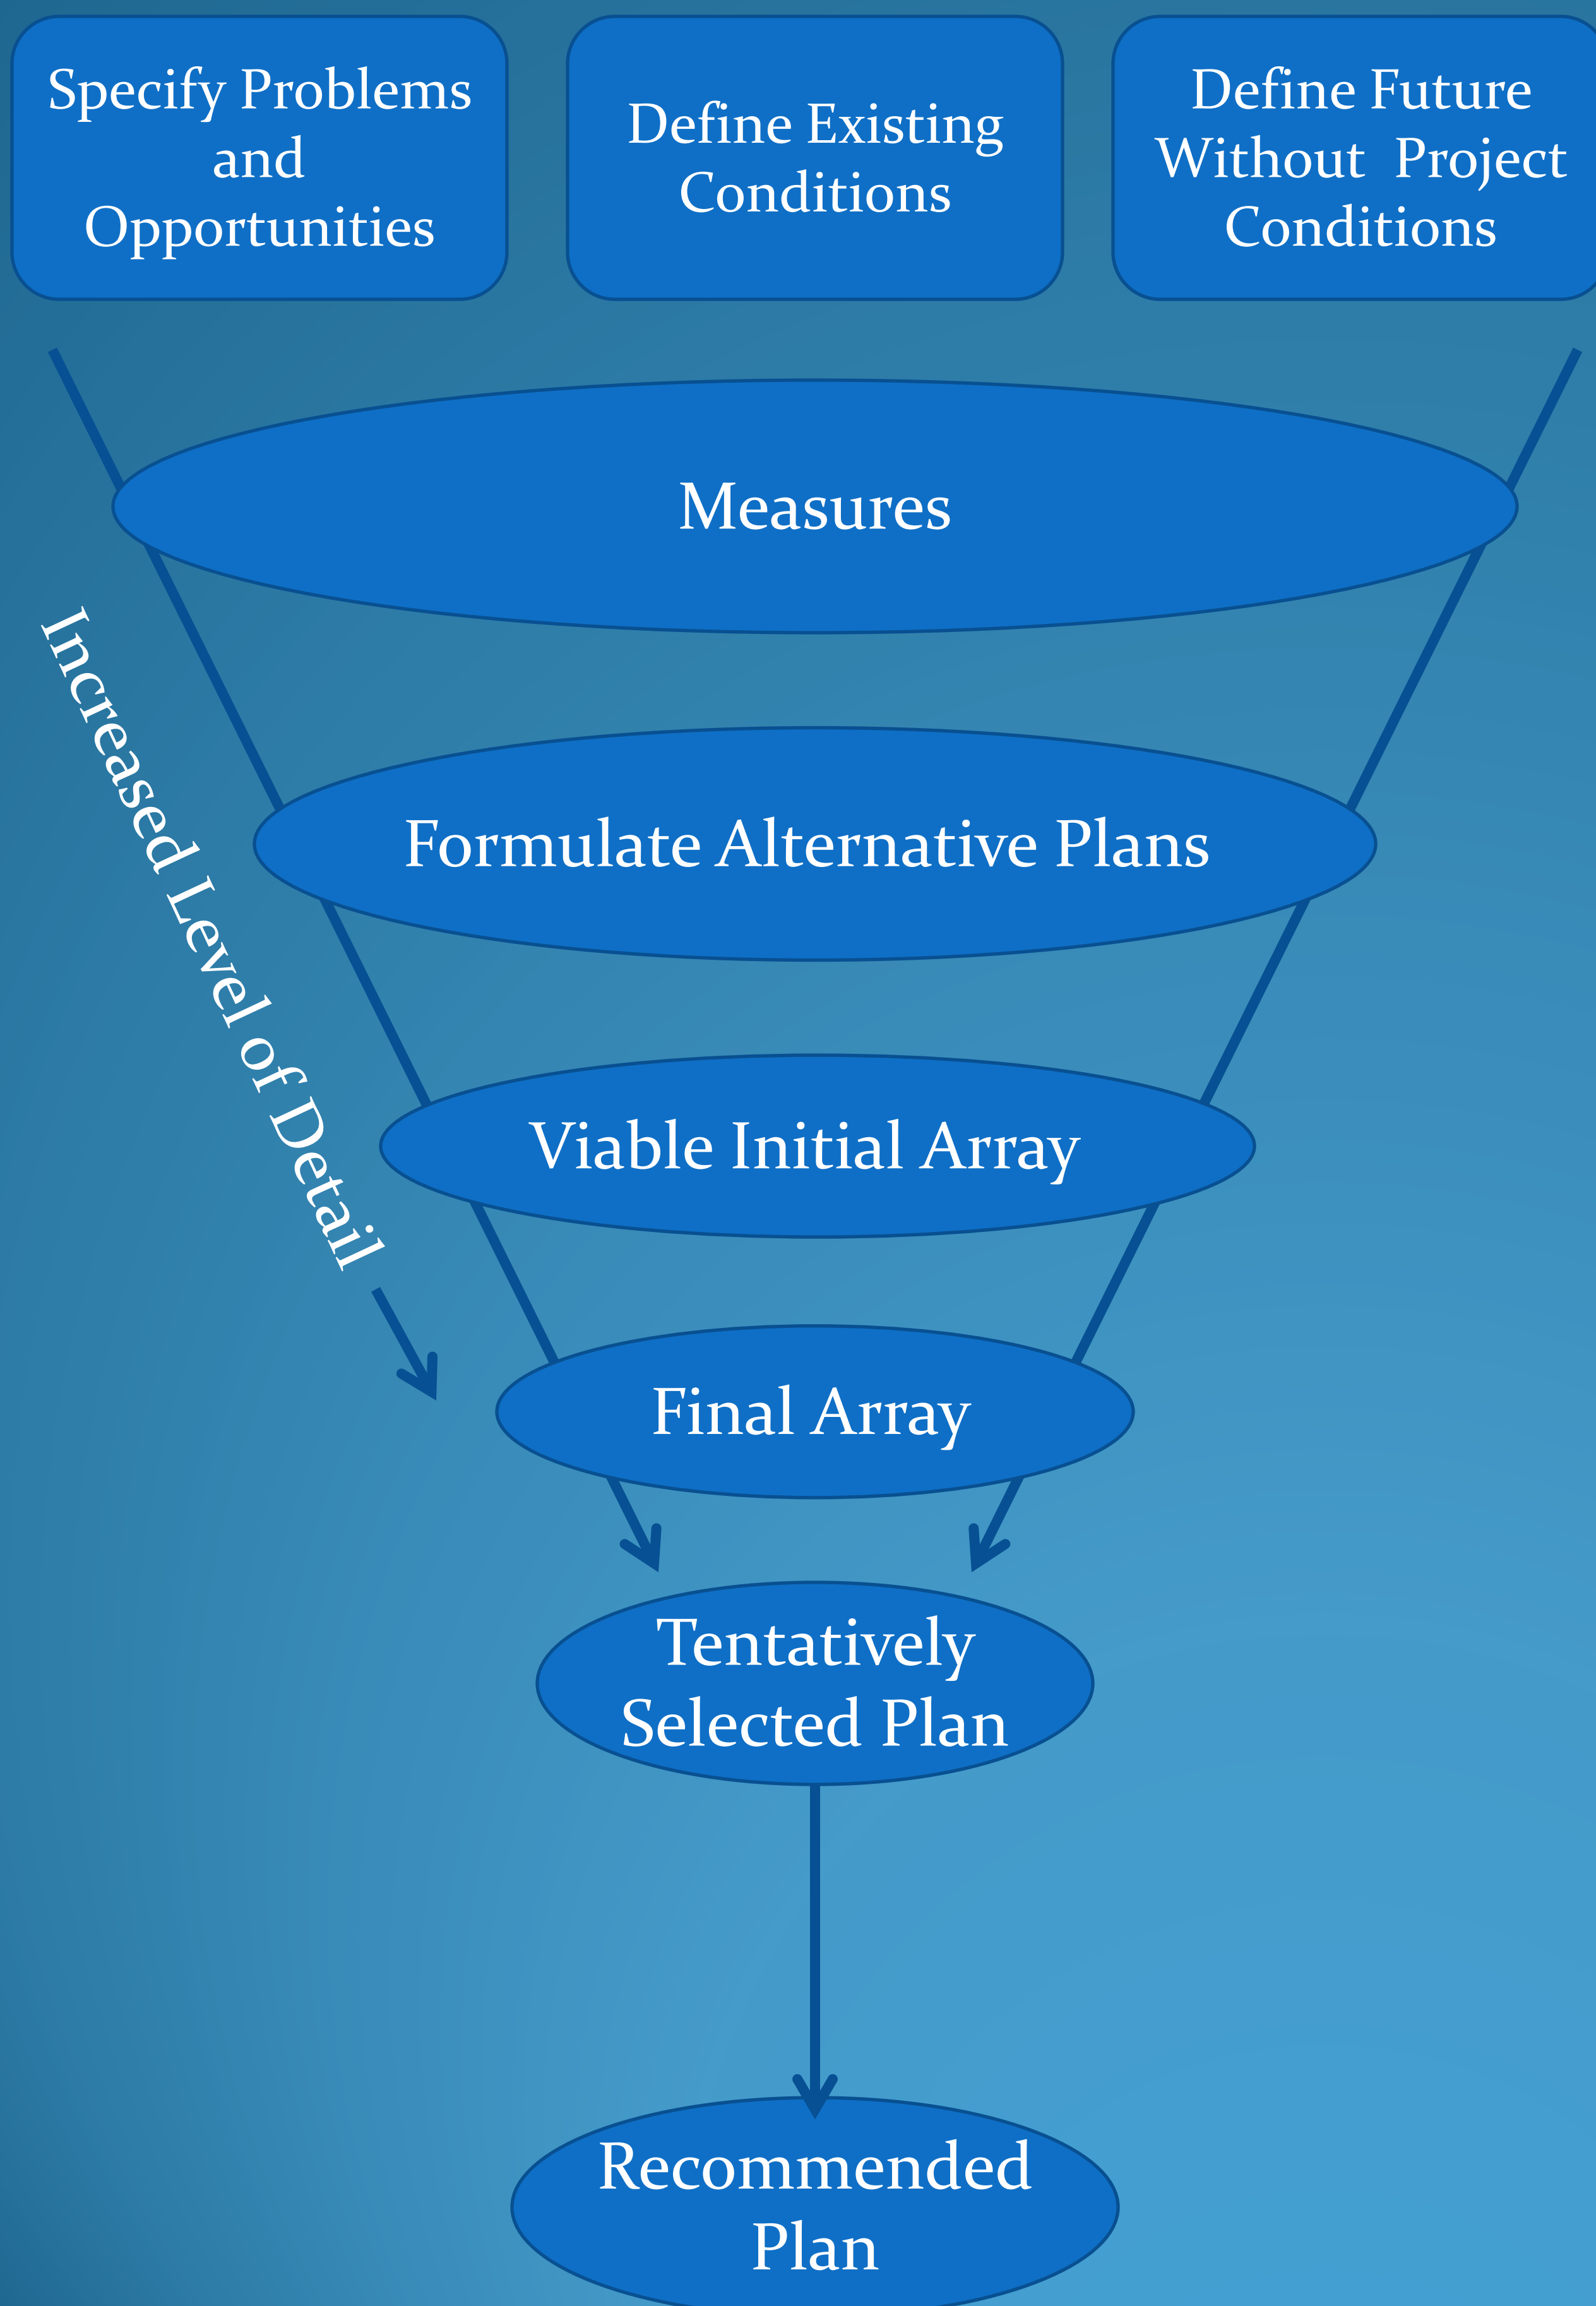 Specify Problems
and
Opportunities
Define Existing
Conditions
Define Future
Without Project
Conditions
Measures
Increased Level of Detail
Formulate Alternative Plans
Viable Initial Array
Final Array
Tentatively
Selected Plan
Recommended
Plan